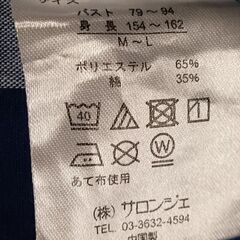 サイズ
バスト 79〜94
身長 154〜162
M〜L
ポリエステル 65%
綿 35%
40
W
あて布使用
(株) サロンジェ
TEL 03-3632-4594
中国製